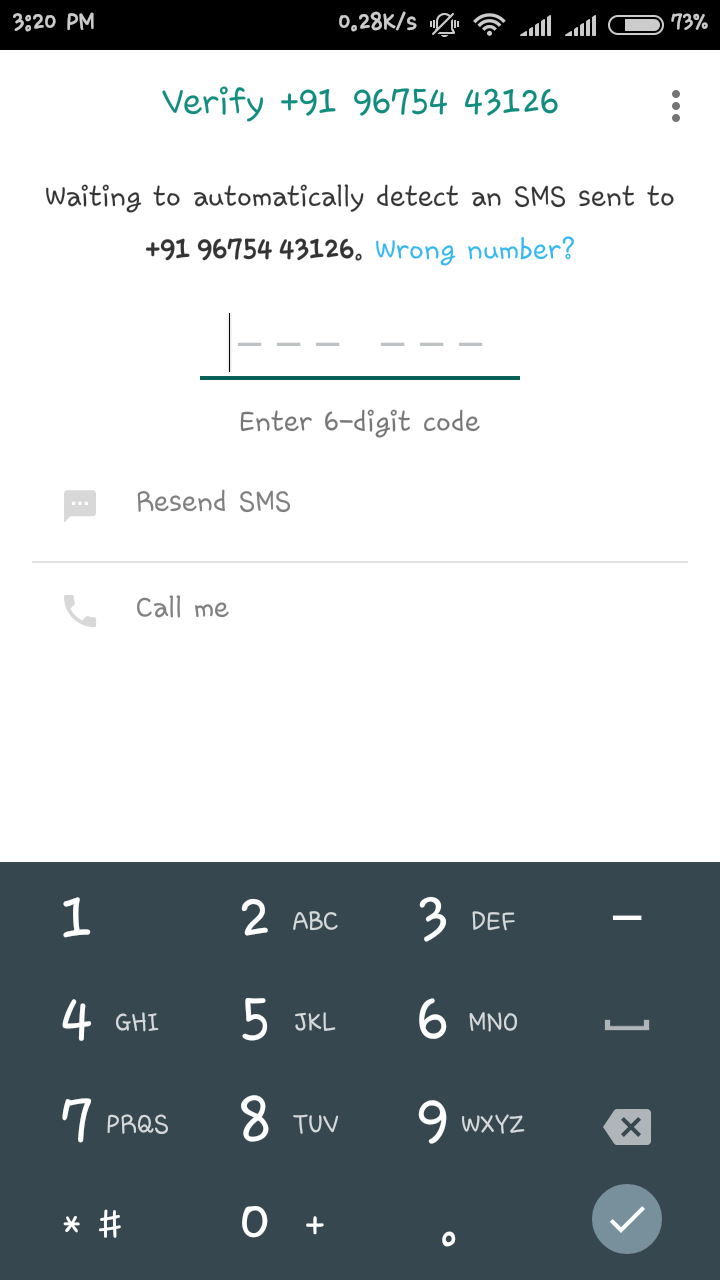 3:20 PM 0.28K/s 73%
Verify +91 96754 43126
Waiting to automatically detect an SMS sent to
+91 96754 43126. Wrong number?
Enter 6-digit code
Resend SMS
Call me
1 2 ABC 3 DEF –
4 GHI 5 JKL 6 MNO
7 PRQS 8 TUV 9 WXYZ
* # 0 + .